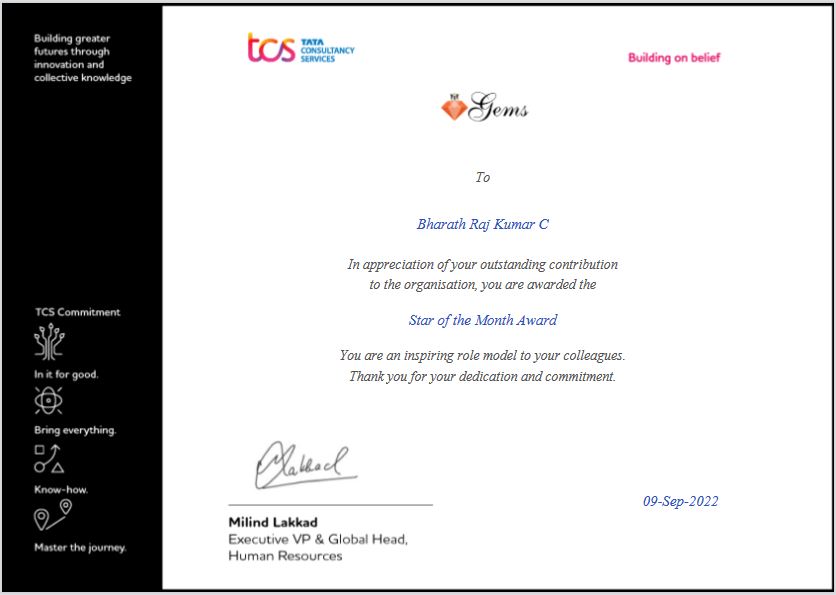 Building greater
futures through
innovation and
collective knowledge
tcs TATA
CONSULTANCY
SERVICES
Building on belief
Gems
To
Bharath Raj Kumar C
In appreciation of your outstanding contribution
to the organisation, you are awarded the
Star of the Month Award
You are an inspiring role model to your colleagues.
Thank you for your dedication and commitment.
TCS Commitment
In it for good.
Bring everything.
Know-how.
Master the journey.
Lakkad
Milind Lakkad
Executive VP & Global Head,
Human Resources
09-Sep-2022